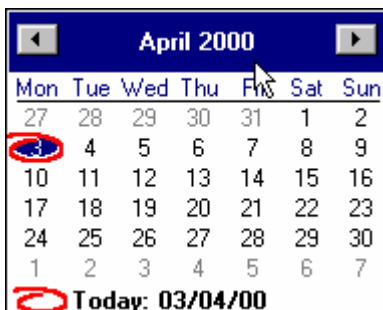 April 2000
Mon Tue Wed Thu Fri Sat Sun
27 28 29 30 31 1 2
3 4 5 6 7 8 9
10 11 12 13 14 15 16
17 18 19 20 21 22 23
24 25 26 27 28 29 30
1 2 3 4 5 6 7
Today: 03/04/00